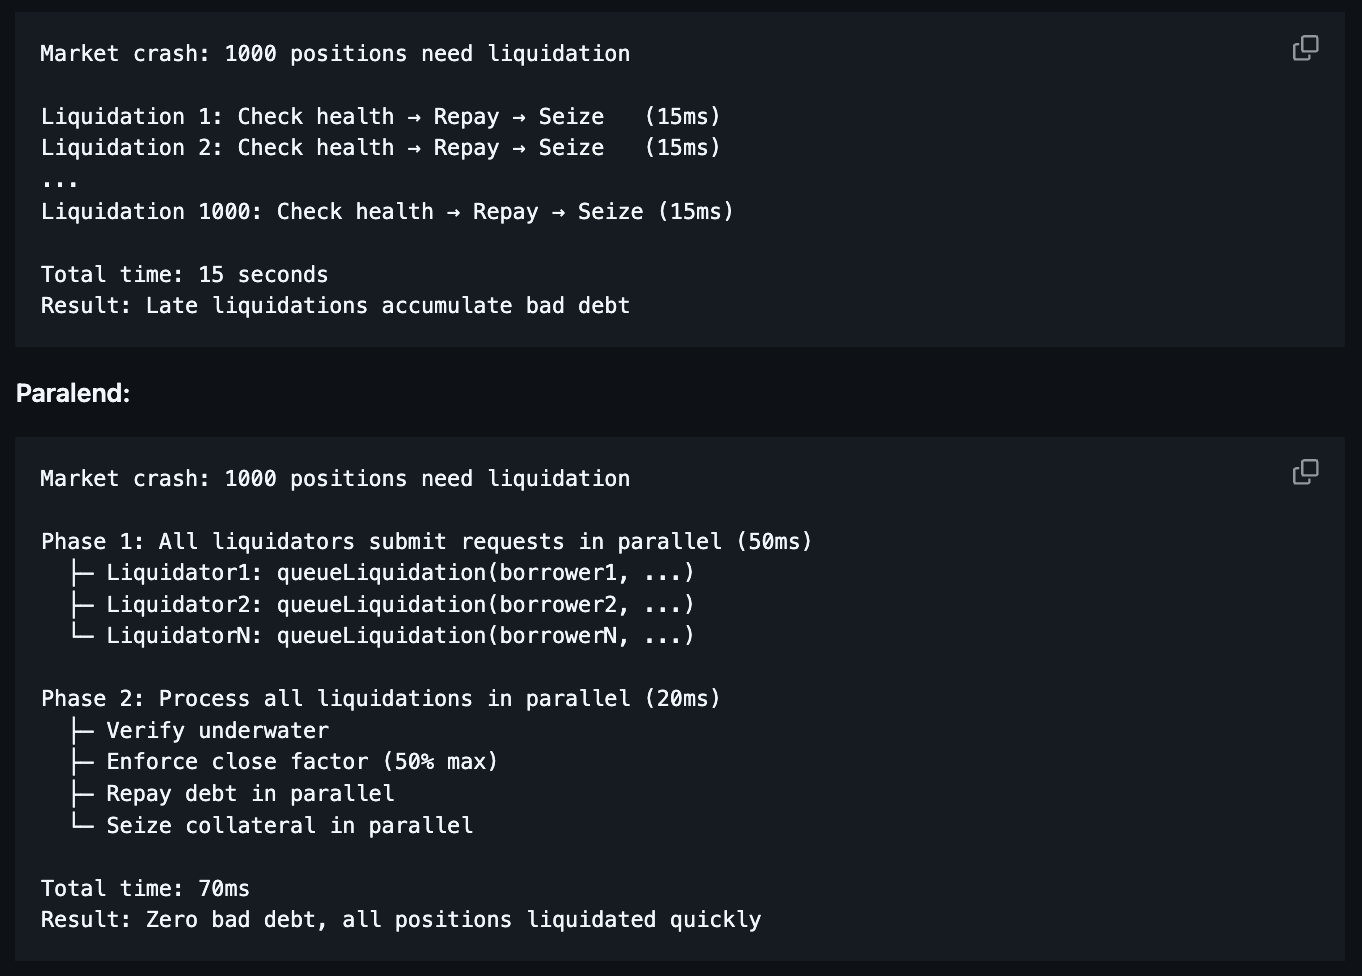 Market crash: 1000 positions need liquidation
Liquidation 1: Check health → Repay → Seize   (15ms)
Liquidation 2: Check health → Repay → Seize   (15ms)
...
Liquidation 1000: Check health → Repay → Seize (15ms)
Total time: 15 seconds
Result: Late liquidations accumulate bad debt
Paralend:
Market crash: 1000 positions need liquidation
Phase 1: All liquidators submit requests in parallel (50ms)
├─ Liquidator1: queueLiquidation(borrower1, ...)
├─ Liquidator2: queueLiquidation(borrower2, ...)
└─ LiquidatorN: queueLiquidation(borrowerN, ...)
Phase 2: Process all liquidations in parallel (20ms)
├─ Verify underwater
├─ Enforce close factor (50% max)
├─ Repay debt in parallel
└─ Seize collateral in parallel
Total time: 70ms
Result: Zero bad debt, all positions liquidated quickly